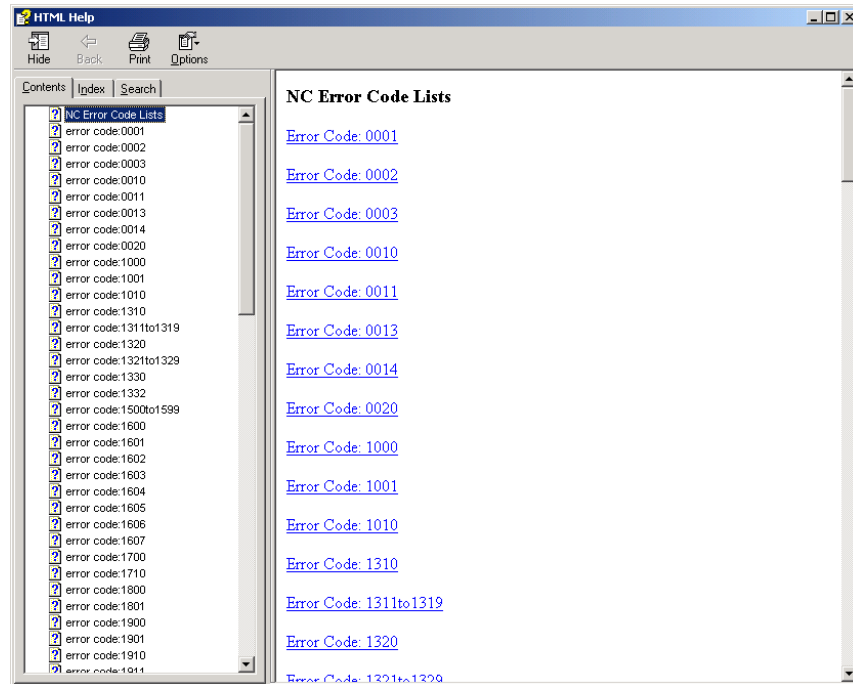 HTML Help
Hide Back Print Options
Contents Index Search
NC Error Code Lists
error code:0001
error code:0002
error code:0003
error code:0010
error code:0011
error code:0013
error code:0014
error code:0020
error code:1000
error code:1001
error code:1010
error code:1310
error code:1311to1319
error code:1320
error code:1321to1329
error code:1330
error code:1332
error code:1500to1599
error code:1600
error code:1601
error code:1602
error code:1603
error code:1604
error code:1605
error code:1606
error code:1607
error code:1700
error code:1710
error code:1800
error code:1801
error code:1900
error code:1901
error code:1910
error code:1911
NC Error Code Lists
Error Code: 0001
Error Code: 0002
Error Code: 0003
Error Code: 0010
Error Code: 0011
Error Code: 0013
Error Code: 0014
Error Code: 0020
Error Code: 1000
Error Code: 1001
Error Code: 1010
Error Code: 1310
Error Code: 1311to1319
Error Code: 1320
Error Code: 1321to1329